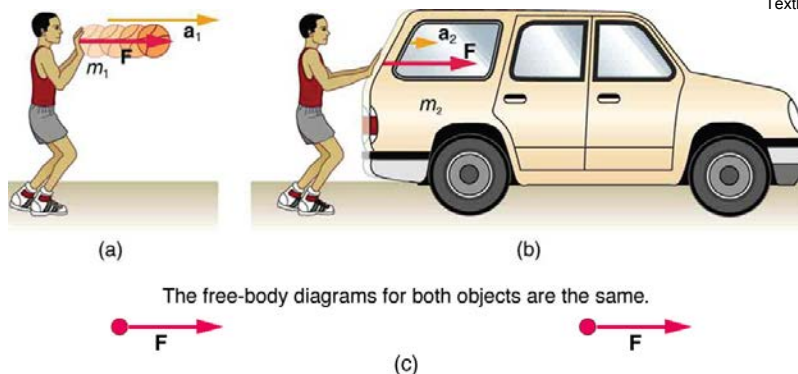 a₁
F
m₁
a₂
F
m₂
(a)
(b)
The free-body diagrams for both objects are the same.
F
F
(c)